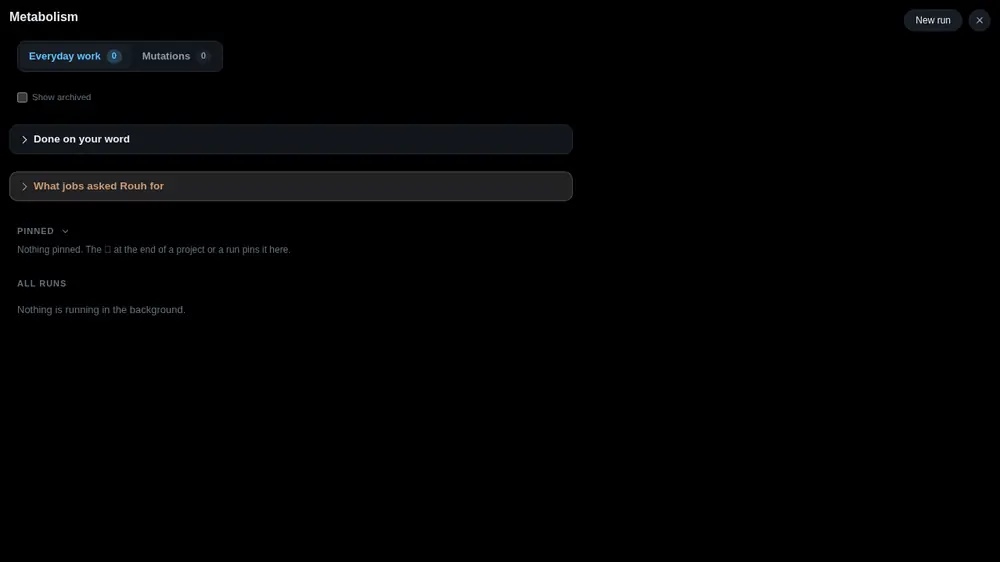 Metabolism
New run
Everyday work 0 Mutations 0
Show archived
Done on your word
What jobs asked Rouh for
PINNED
Nothing pinned. The at the end of a project or a run pins it here.
ALL RUNS
Nothing is running in the background.